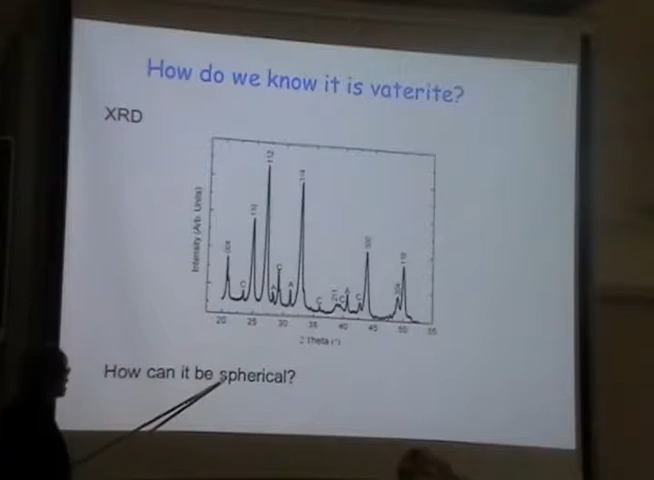 How do we know it is vaterite?
XRD
Intensity (Arb. Units)
004
C
110
112
A
C
A
114
C
C
A
C
300
304
118
20 25 30 35 40 45 50 55
2 Theta (°)
How can it be spherical?